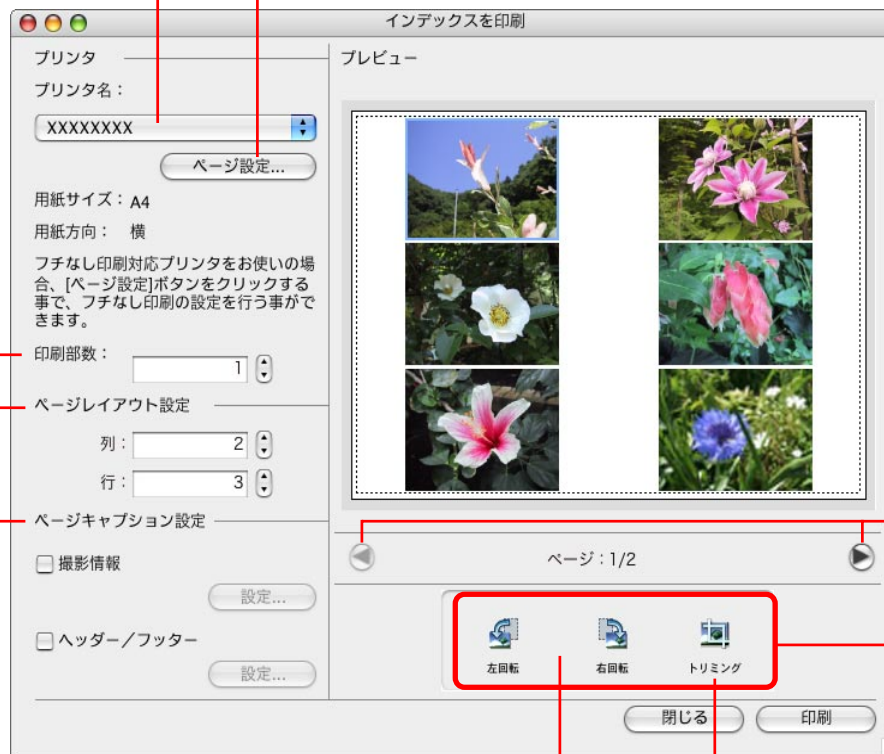 インデックスを印刷
プリンタ
プリンタ名：
XXXXXXXX
ページ設定...
用紙サイズ：A4
用紙方向： 横
フチなし印刷対応プリンタをお使いの場
合、[ページ設定]ボタンをクリックする
事で、フチなし印刷の設定を行う事がで
きます。
印刷部数：
1
ページレイアウト設定
列： 2
行： 3
ページキャプション設定
撮影情報
設定...
ヘッダー／フッター
設定...
プレビュー
ページ：1/2
左回転
右回転
トリミング
閉じる
印刷